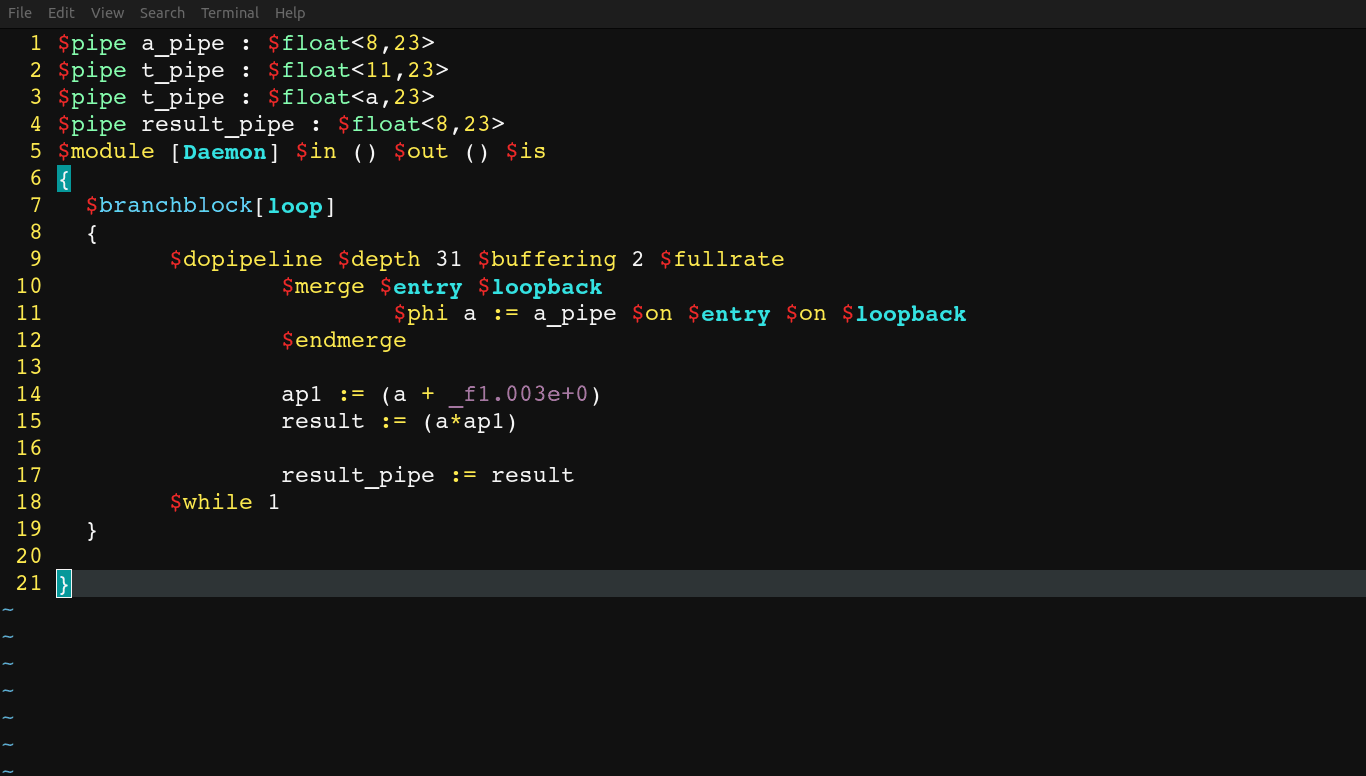 File Edit View Search Terminal Help
1 $pipe a_pipe : $float<8,23>
2 $pipe t_pipe : $float<11,23>
3 $pipe t_pipe : $float<a,23>
4 $pipe result_pipe : $float<8,23>
5 $module [Daemon] $in () $out () $is
6 {
7   $branchblock[loop]
8   {
9         $dopipeline $depth 31 $buffering 2 $fullrate
10                 $merge $entry $loopback
11                         $phi a := a_pipe $on $entry $on $loopback
12                 $endmerge
13
14                 ap1 := (a + _f1.003e+0)
15                 result := (a*ap1)
16
17                 result_pipe := result
18         $while 1
19   }
20
21 }
~
~
~
~
~
~
~